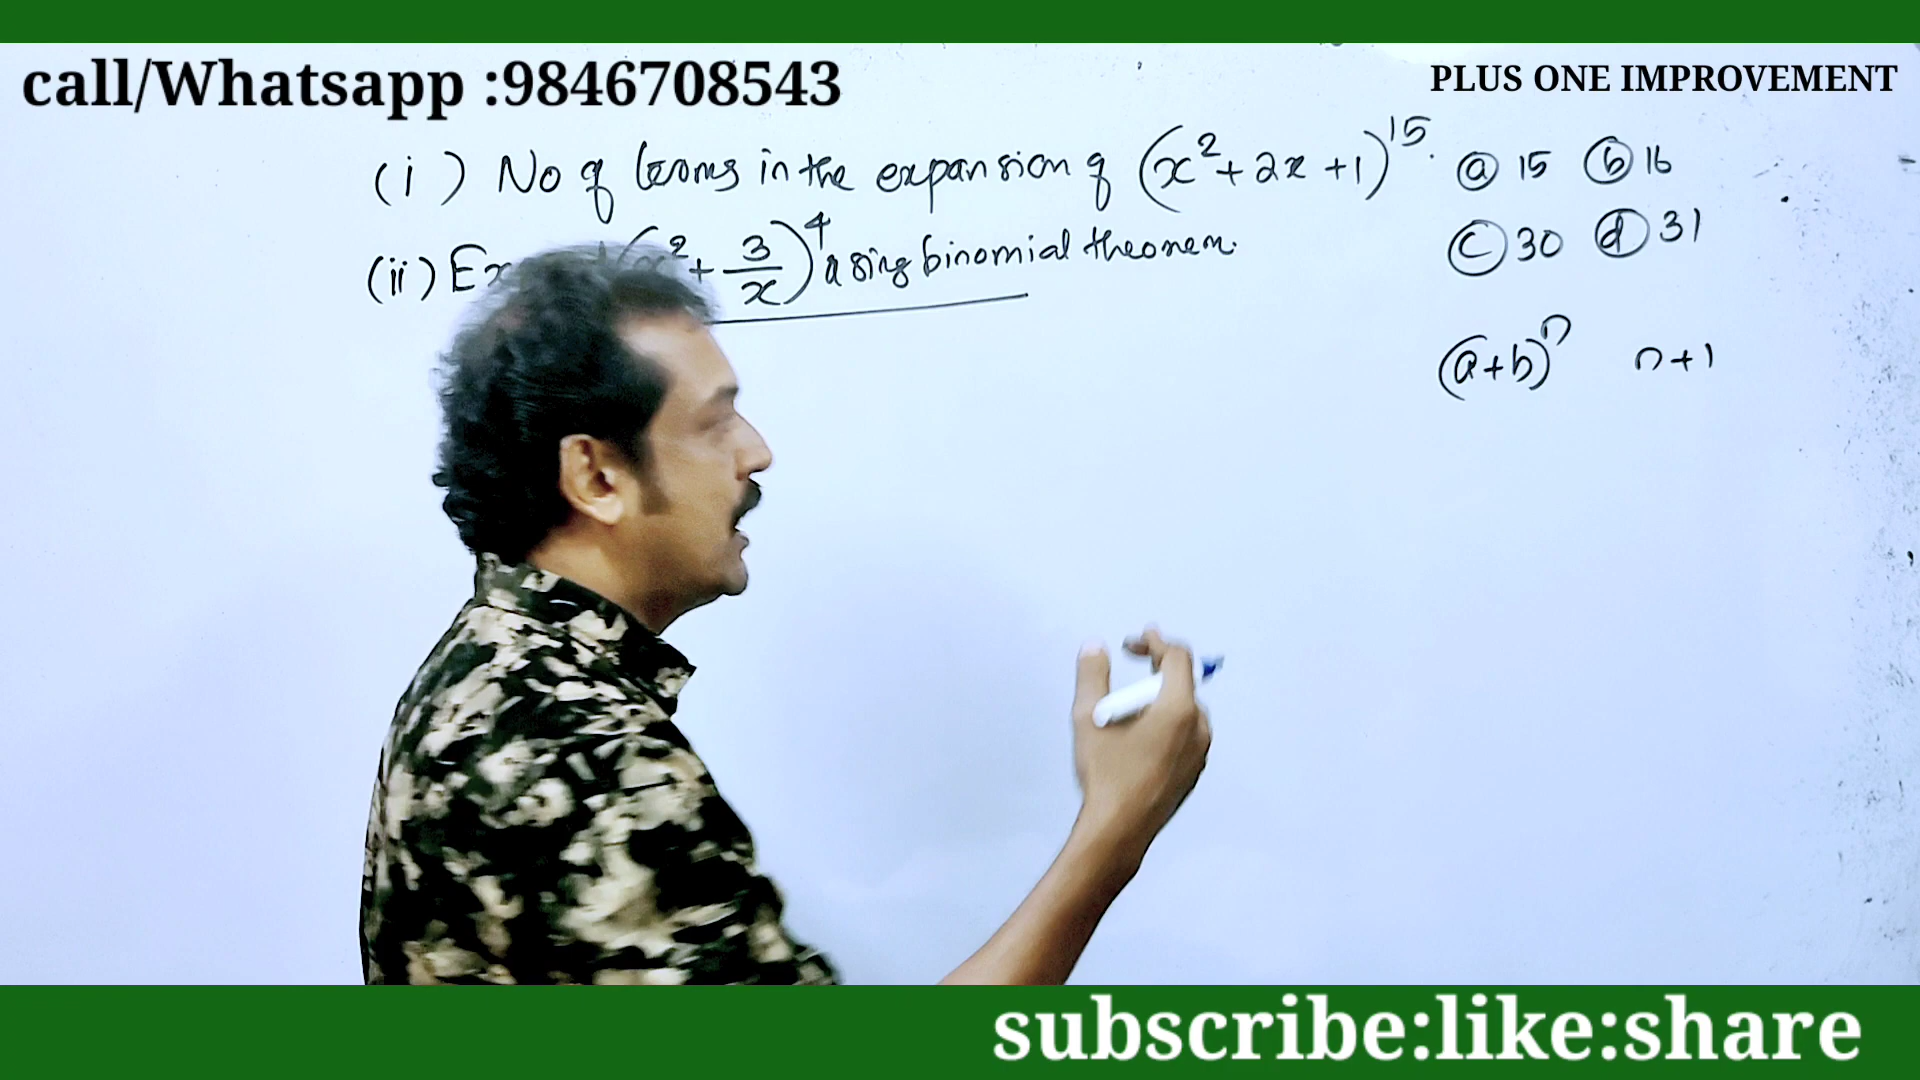 call/Whatsapp :9846708543
PLUS ONE IMPROVEMENT
(i) No of terms in the expansion of (x²+2x+1)¹⁵. ⓐ 15 ⓑ 16
ⓒ 30 ⓓ 31
(ii) Ex (x²+3/x)⁴ using binomial theorem.
(a+b)ⁿ n+1
subscribe:like:share